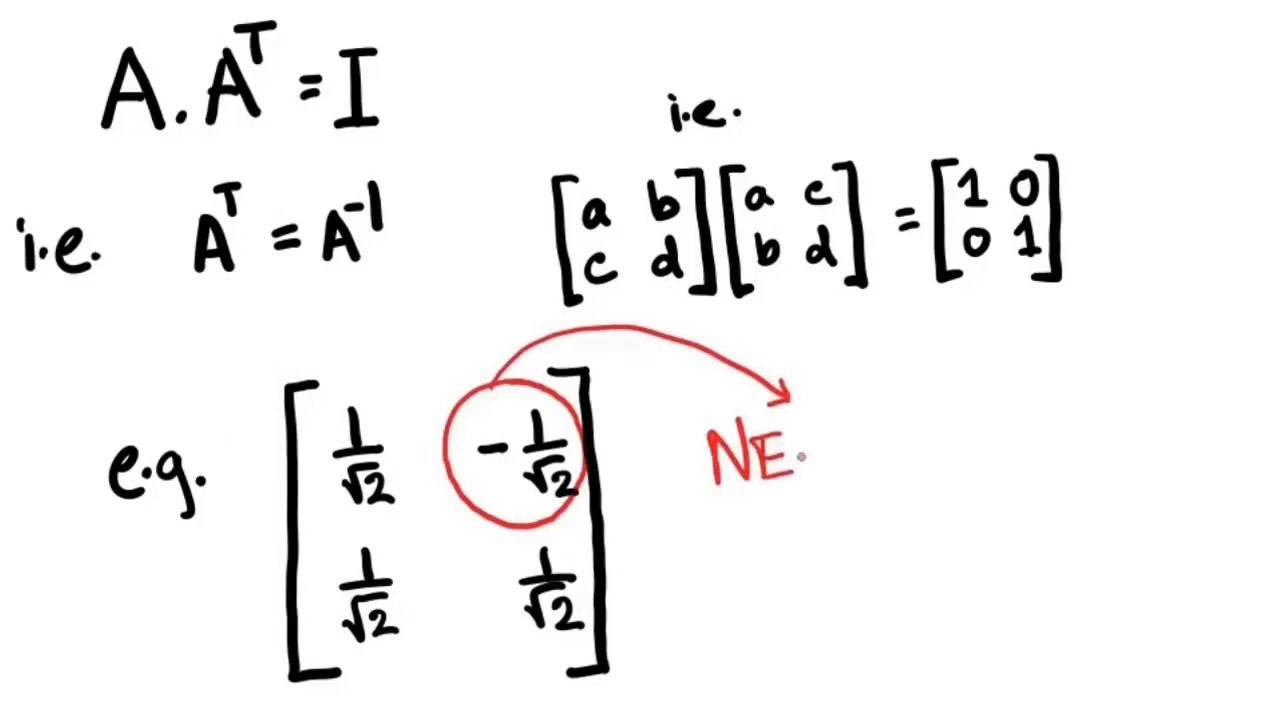 A.Aᵀ = I
i.e. Aᵀ = A⁻¹
i.e.
[a b
c d] [a c
b d] = [1 0
0 1]
e.g. [1/√2 -1/√2
1/√2 1/√2]
NE